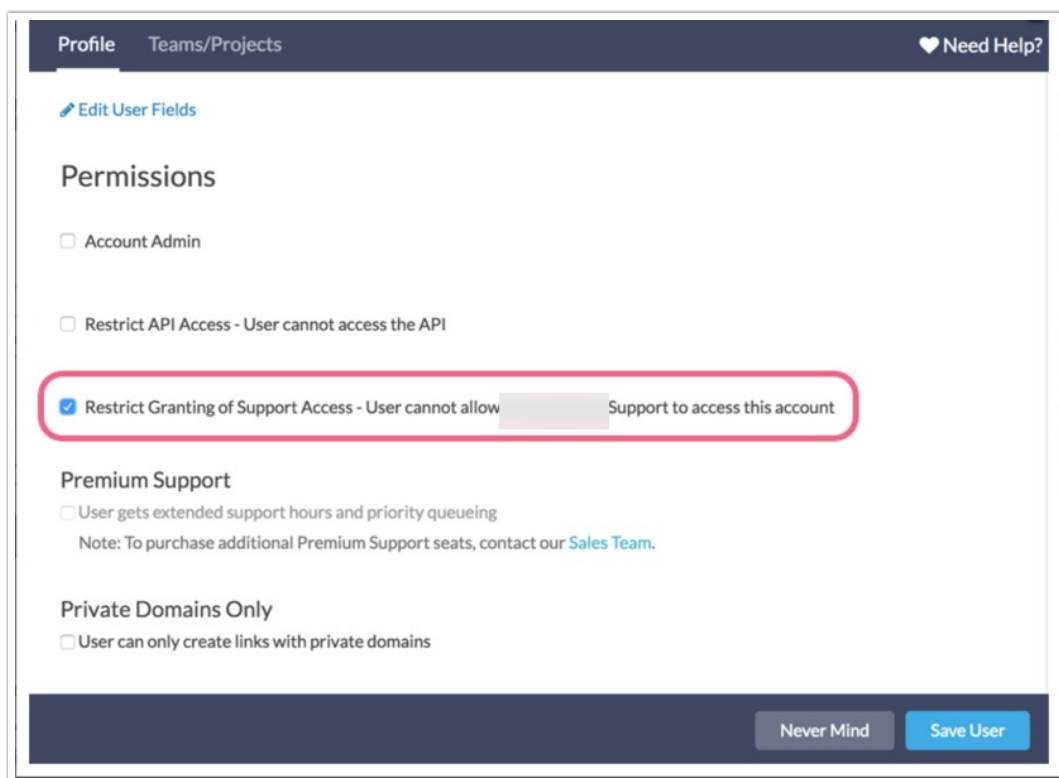 Profile Teams/Projects Need Help?
Edit User Fields
Permissions
Account Admin
Restrict API Access - User cannot access the API
Restrict Granting of Support Access - User cannot allow Support to access this account
Premium Support
User gets extended support hours and priority queueing
Note: To purchase additional Premium Support seats, contact our Sales Team.
Private Domains Only
User can only create links with private domains
Never Mind Save User